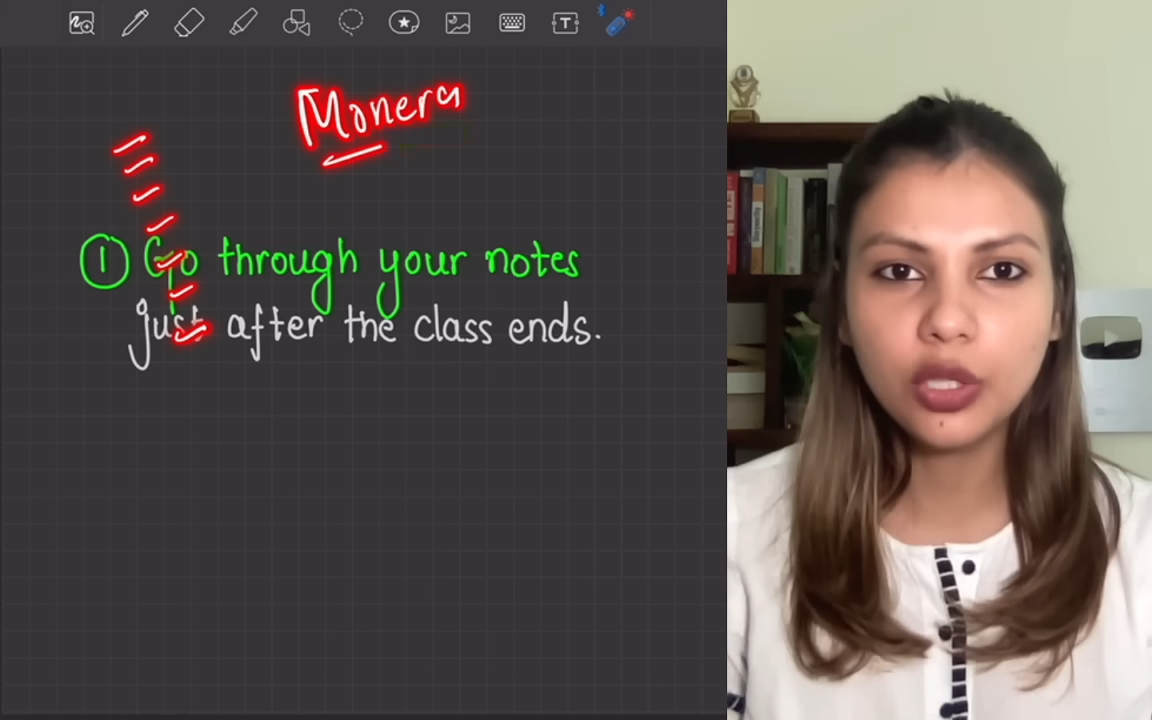 Monera
① Go through your notes
just after the class ends.